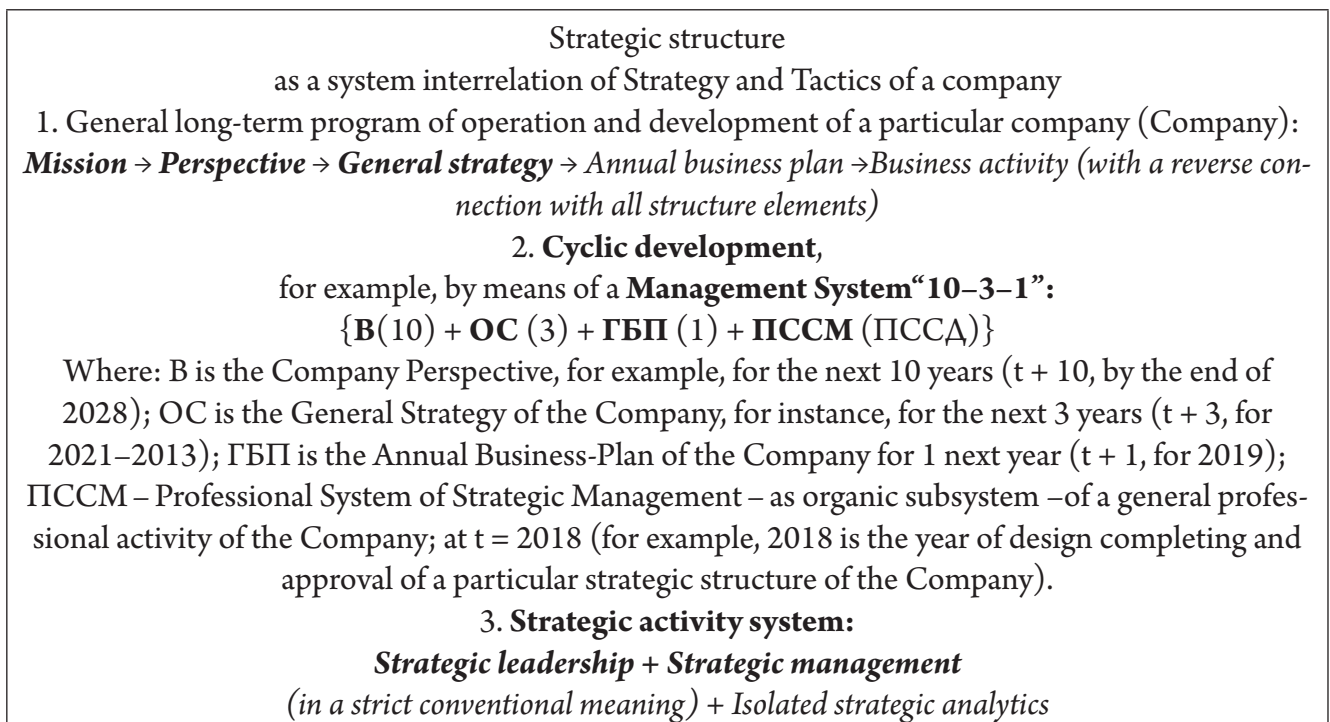 Strategic structure
as a system interrelation of Strategy and Tactics of a company
1. General long-term program of operation and development of a particular company (Company):
Mission → Perspective → General strategy → Annual business plan →Business activity (with a reverse con-
nection with all structure elements)
2. Cyclic development,
for example, by means of a Management System“10–3–1”:
{В(10) + ОС (3) + ГБП (1) + ПССМ (ПССД)}
Where: В is the Company Perspective, for example, for the next 10 years (t + 10, by the end of
2028); ОС is the General Strategy of the Company, for instance, for the next 3 years (t + 3, for
2021–2013); ГБП is the Annual Business-Plan of the Company for 1 next year (t + 1, for 2019);
ПССМ – Professional System of Strategic Management – as organic subsystem –of a general profes-
sional activity of the Company; at t = 2018 (for example, 2018 is the year of design completing and
approval of a particular strategic structure of the Company).
3. Strategic activity system:
Strategic leadership + Strategic management
(in a strict conventional meaning) + Isolated strategic analytics